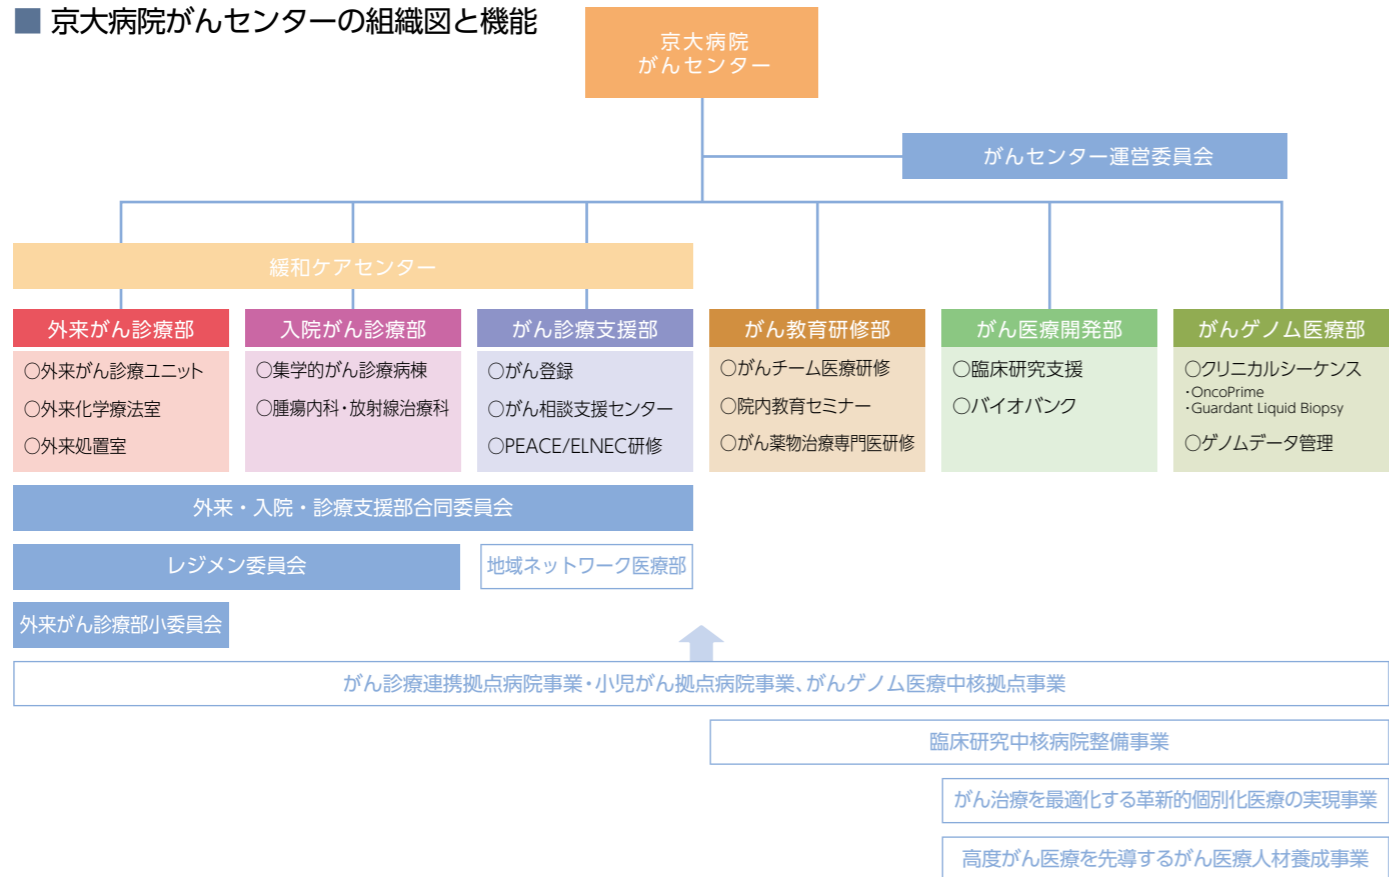 ■ 京大病院がんセンターの組織図と機能
京大病院
がんセンター
がんセンター運営委員会
緩和ケアセンター
外来がん診療部
○外来がん診療ユニット
○外来化学療法室
○外来処置室
入院がん診療部
○集学的がん診療病棟
○腫瘍内科・放射線治療科
がん診療支援部
○がん登録
○がん相談支援センター
○PEACE/ELNEC研修
がん教育研修部
○がんチーム医療研修
○院内教育セミナー
○がん薬物治療専門医研修
がん医療開発部
○臨床研究支援
○バイオバンク
がんゲノム医療部
○クリニカルシーケンス
・OncoPrime
・Guardant Liquid Biopsy
○ゲノムデータ管理
外来・入院・診療支援部合同委員会
レジメン委員会
地域ネットワーク医療部
外来がん診療部小委員会
がん診療連携拠点病院事業・小児がん拠点病院事業、がんゲノム医療中核拠点事業
臨床研究中核病院整備事業
がん治療を最適化する革新的個別化医療の実現事業
高度がん医療を先導するがん医療人材養成事業